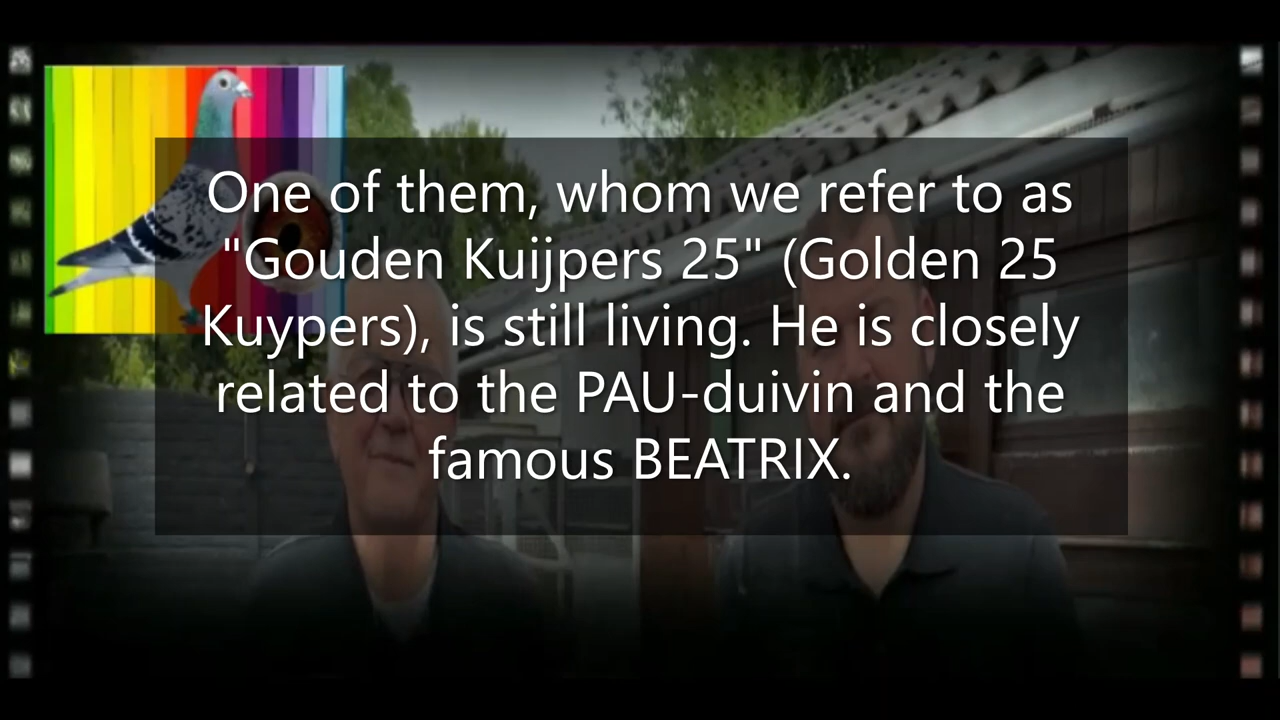 One of them, whom we refer to as
"Gouden Kuijpers 25" (Golden 25
Kuypers), is still living. He is closely
related to the PAU-duivin and the
famous BEATRIX.